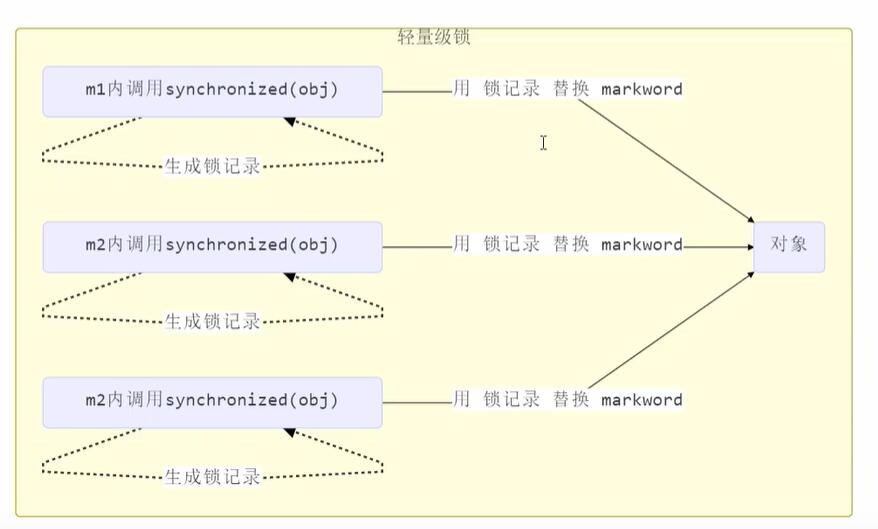 轻量级锁
m1内调用synchronized(obj)
用 锁记录 替换 markword
生成锁记录
m2内调用synchronized(obj)
用 锁记录 替换 markword
对象
生成锁记录
m2内调用synchronized(obj)
用 锁记录 替换 markword
生成锁记录